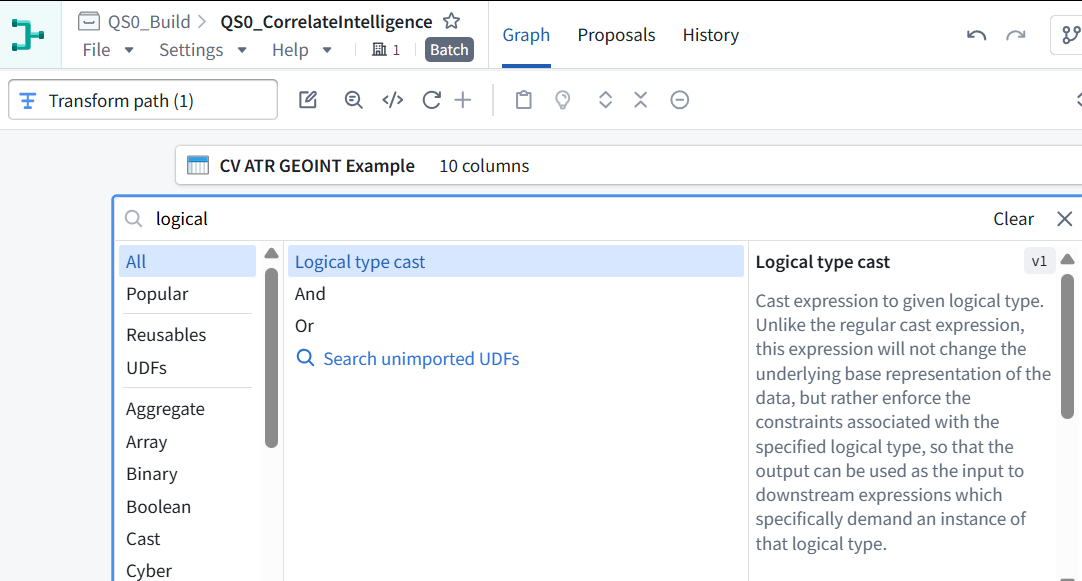 QS0_Build > QS0_CorrelateIntelligence
File Settings Help 1 Batch
Graph Proposals History
Transform path (1)
CV ATR GEOINT Example 10 columns
logical
Clear
All
Popular
Reusables
UDFs
Aggregate
Array
Binary
Boolean
Cast
Cyber
Logical type cast
And
Or
Search unimported UDFs
Logical type cast v1
Cast expression to given logical type.
Unlike the regular cast expression,
this expression will not change the
underlying base representation of the
data, but rather enforce the
constraints associated with the
specified logical type, so that the
output can be used as the input to
downstream expressions which
specifically demand an instance of
that logical type.